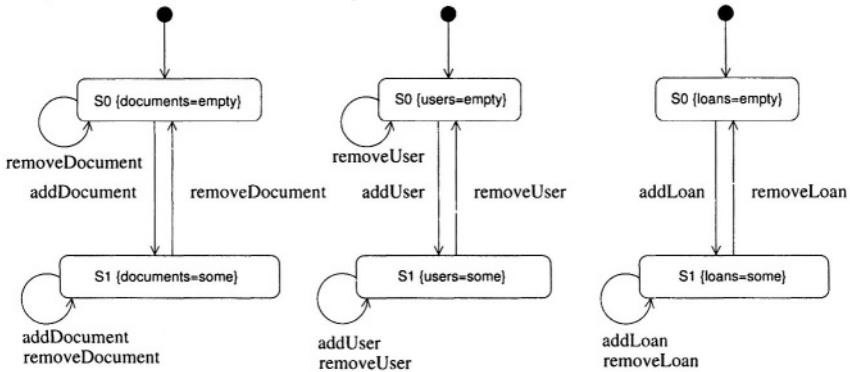 S0 {documents=empty}
S0 {users=empty}
S0 {loans=empty}
removeDocument
removeUser
addDocument
removeDocument
addUser
removeUser
addLoan
removeLoan
S1 {documents=some}
S1 {users=some}
S1 {loans=some}
addDocument
removeDocument
addUser
removeUser
addLoan
removeLoan